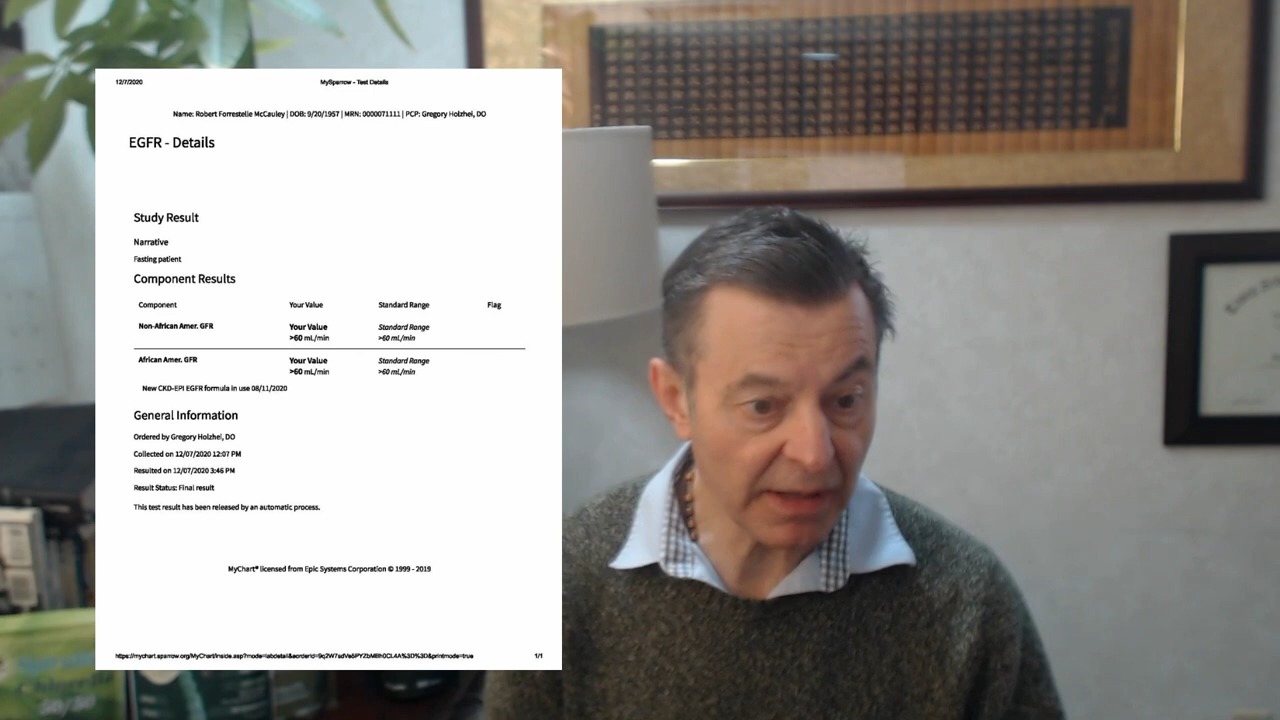 12/7/2020 MySparrow - Test Details
Name: Robert Forrestelle McCauley | DOB: 9/20/1957 | MRN: 0000071111 | PCP: Gregory Holzhei, DO
EGFR - Details
Study Result
Narrative
Fasting patient
Component Results
Component Your Value Standard Range Flag
Non-African Amer. GFR Your Value Standard Range
>60 mL/min >60 mL/min
African Amer. GFR Your Value Standard Range
>60 mL/min >60 mL/min
New CKD-EPI EGFR formula in use 08/11/2020
General Information
Ordered by Gregory Holzhei, DO
Collected on 12/07/2020 12:07 PM
Resulted on 12/07/2020 3:46 PM
Result Status: Final result
This test result has been released by an automatic process.
MyChart® licensed from Epic Systems Corporation © 1999 - 2019
1/1
50/50